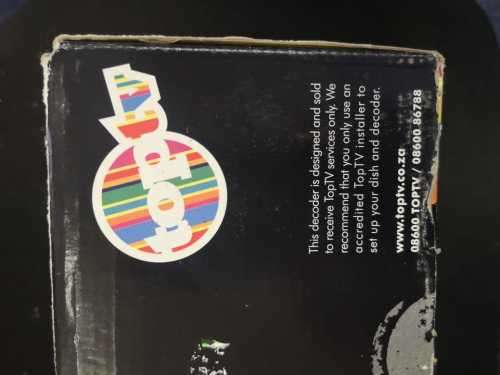 TopTV
This decoder is designed and sold
to receive TopTV services only. We
recommend that you only use an
accredited TopTV installer to
set up your dish and decoder.
www.toptv.co.za
08600.TOPTV / 08600.86788